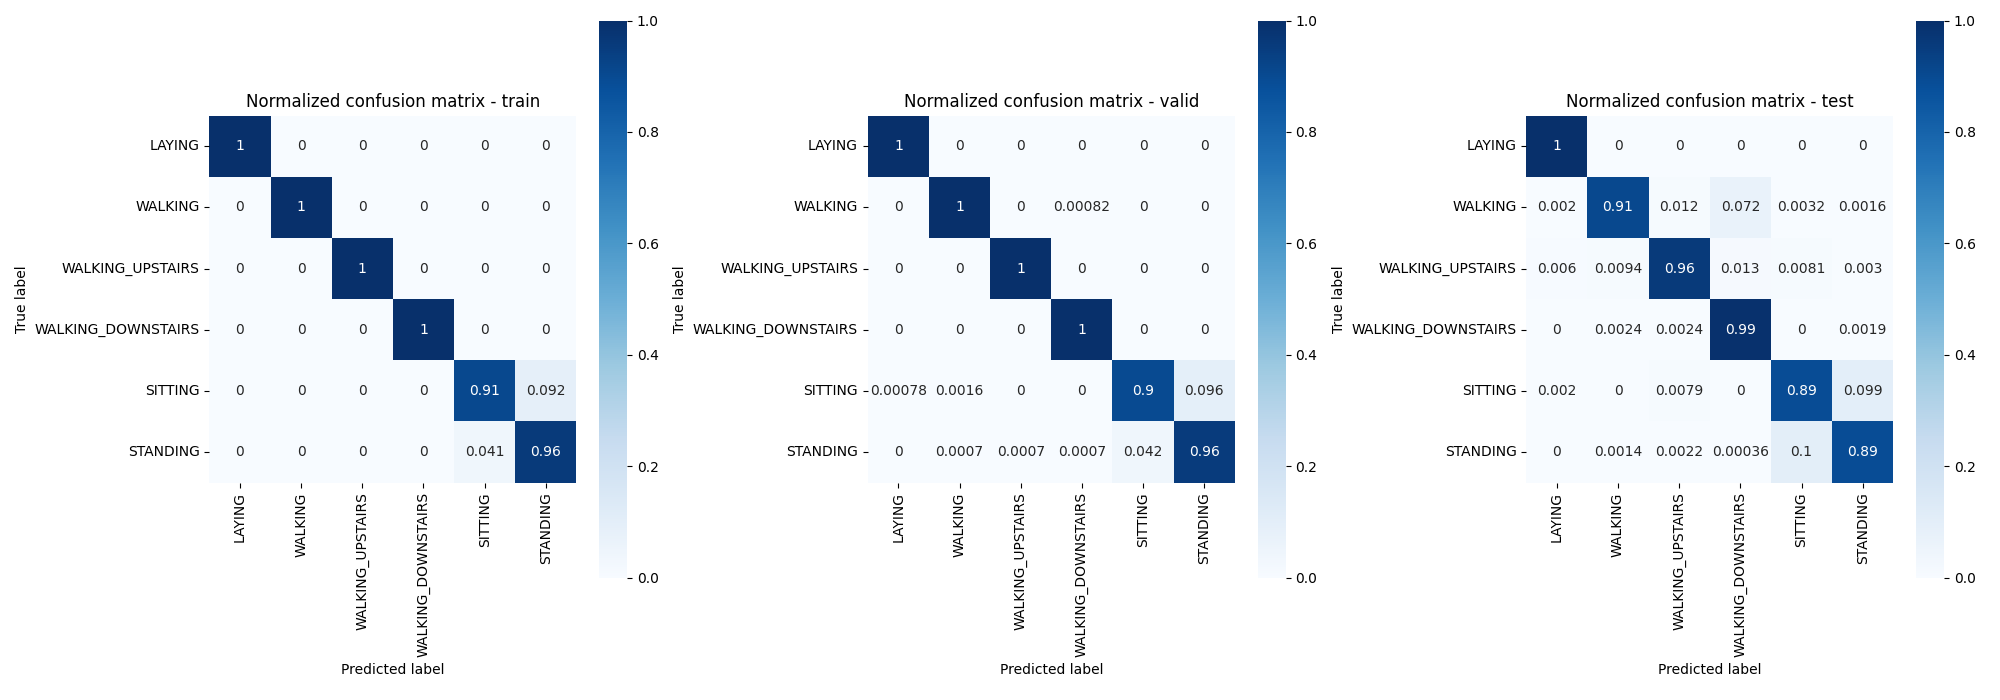 Normalized confusion matrix - train
True label
LAYING 1 0 0 0 0 0
WALKING 0 1 0 0 0 0
WALKING_UPSTAIRS 0 0 1 0 0 0
WALKING_DOWNSTAIRS 0 0 0 1 0 0
SITTING 0 0 0 0 0.91 0.092
STANDING 0 0 0 0 0.041 0.96
LAYING
WALKING
WALKING_UPSTAIRS
WALKING_DOWNSTAIRS
SITTING
STANDING
Predicted label
1.0
0.8
0.6
0.4
0.2
0.0
Normalized confusion matrix - valid
True label
LAYING 1 0 0 0 0 0
WALKING 0 1 0 0.00082 0 0
WALKING_UPSTAIRS 0 0 1 0 0 0
WALKING_DOWNSTAIRS 0 0 0 1 0 0
SITTING 0.00078 0.0016 0 0 0.9 0.096
STANDING 0 0.0007 0.0007 0.0007 0.042 0.96
LAYING
WALKING
WALKING_UPSTAIRS
WALKING_DOWNSTAIRS
SITTING
STANDING
Predicted label
1.0
0.8
0.6
0.4
0.2
0.0
Normalized confusion matrix - test
True label
LAYING 1 0 0 0 0 0
WALKING 0.002 0.91 0.012 0.072 0.0032 0.0016
WALKING_UPSTAIRS 0.006 0.0094 0.96 0.013 0.0081 0.003
WALKING_DOWNSTAIRS 0 0.0024 0.0024 0.99 0 0.0019
SITTING 0.002 0 0.0079 0 0.89 0.099
STANDING 0 0.0014 0.0022 0.00036 0.1 0.89
LAYING
WALKING
WALKING_UPSTAIRS
WALKING_DOWNSTAIRS
SITTING
STANDING
Predicted label
1.0
0.8
0.6
0.4
0.2
0.0